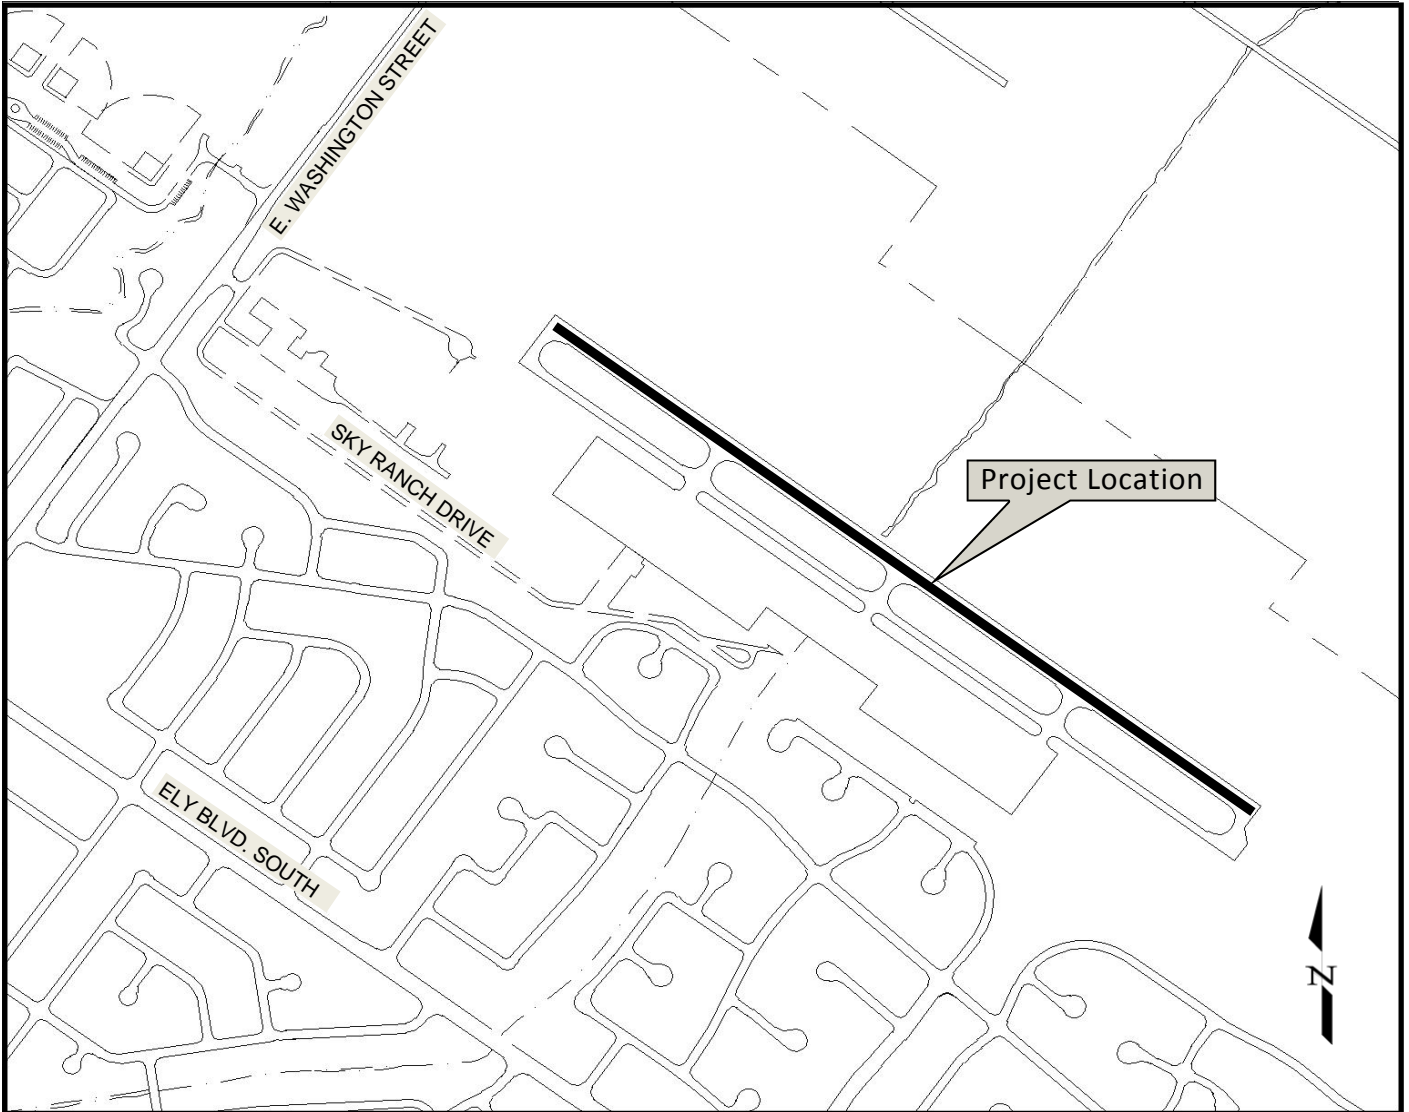 E. WASHINGTON STREET
SKY RANCH DRIVE
Project Location
ELY BLVD. SOUTH
N